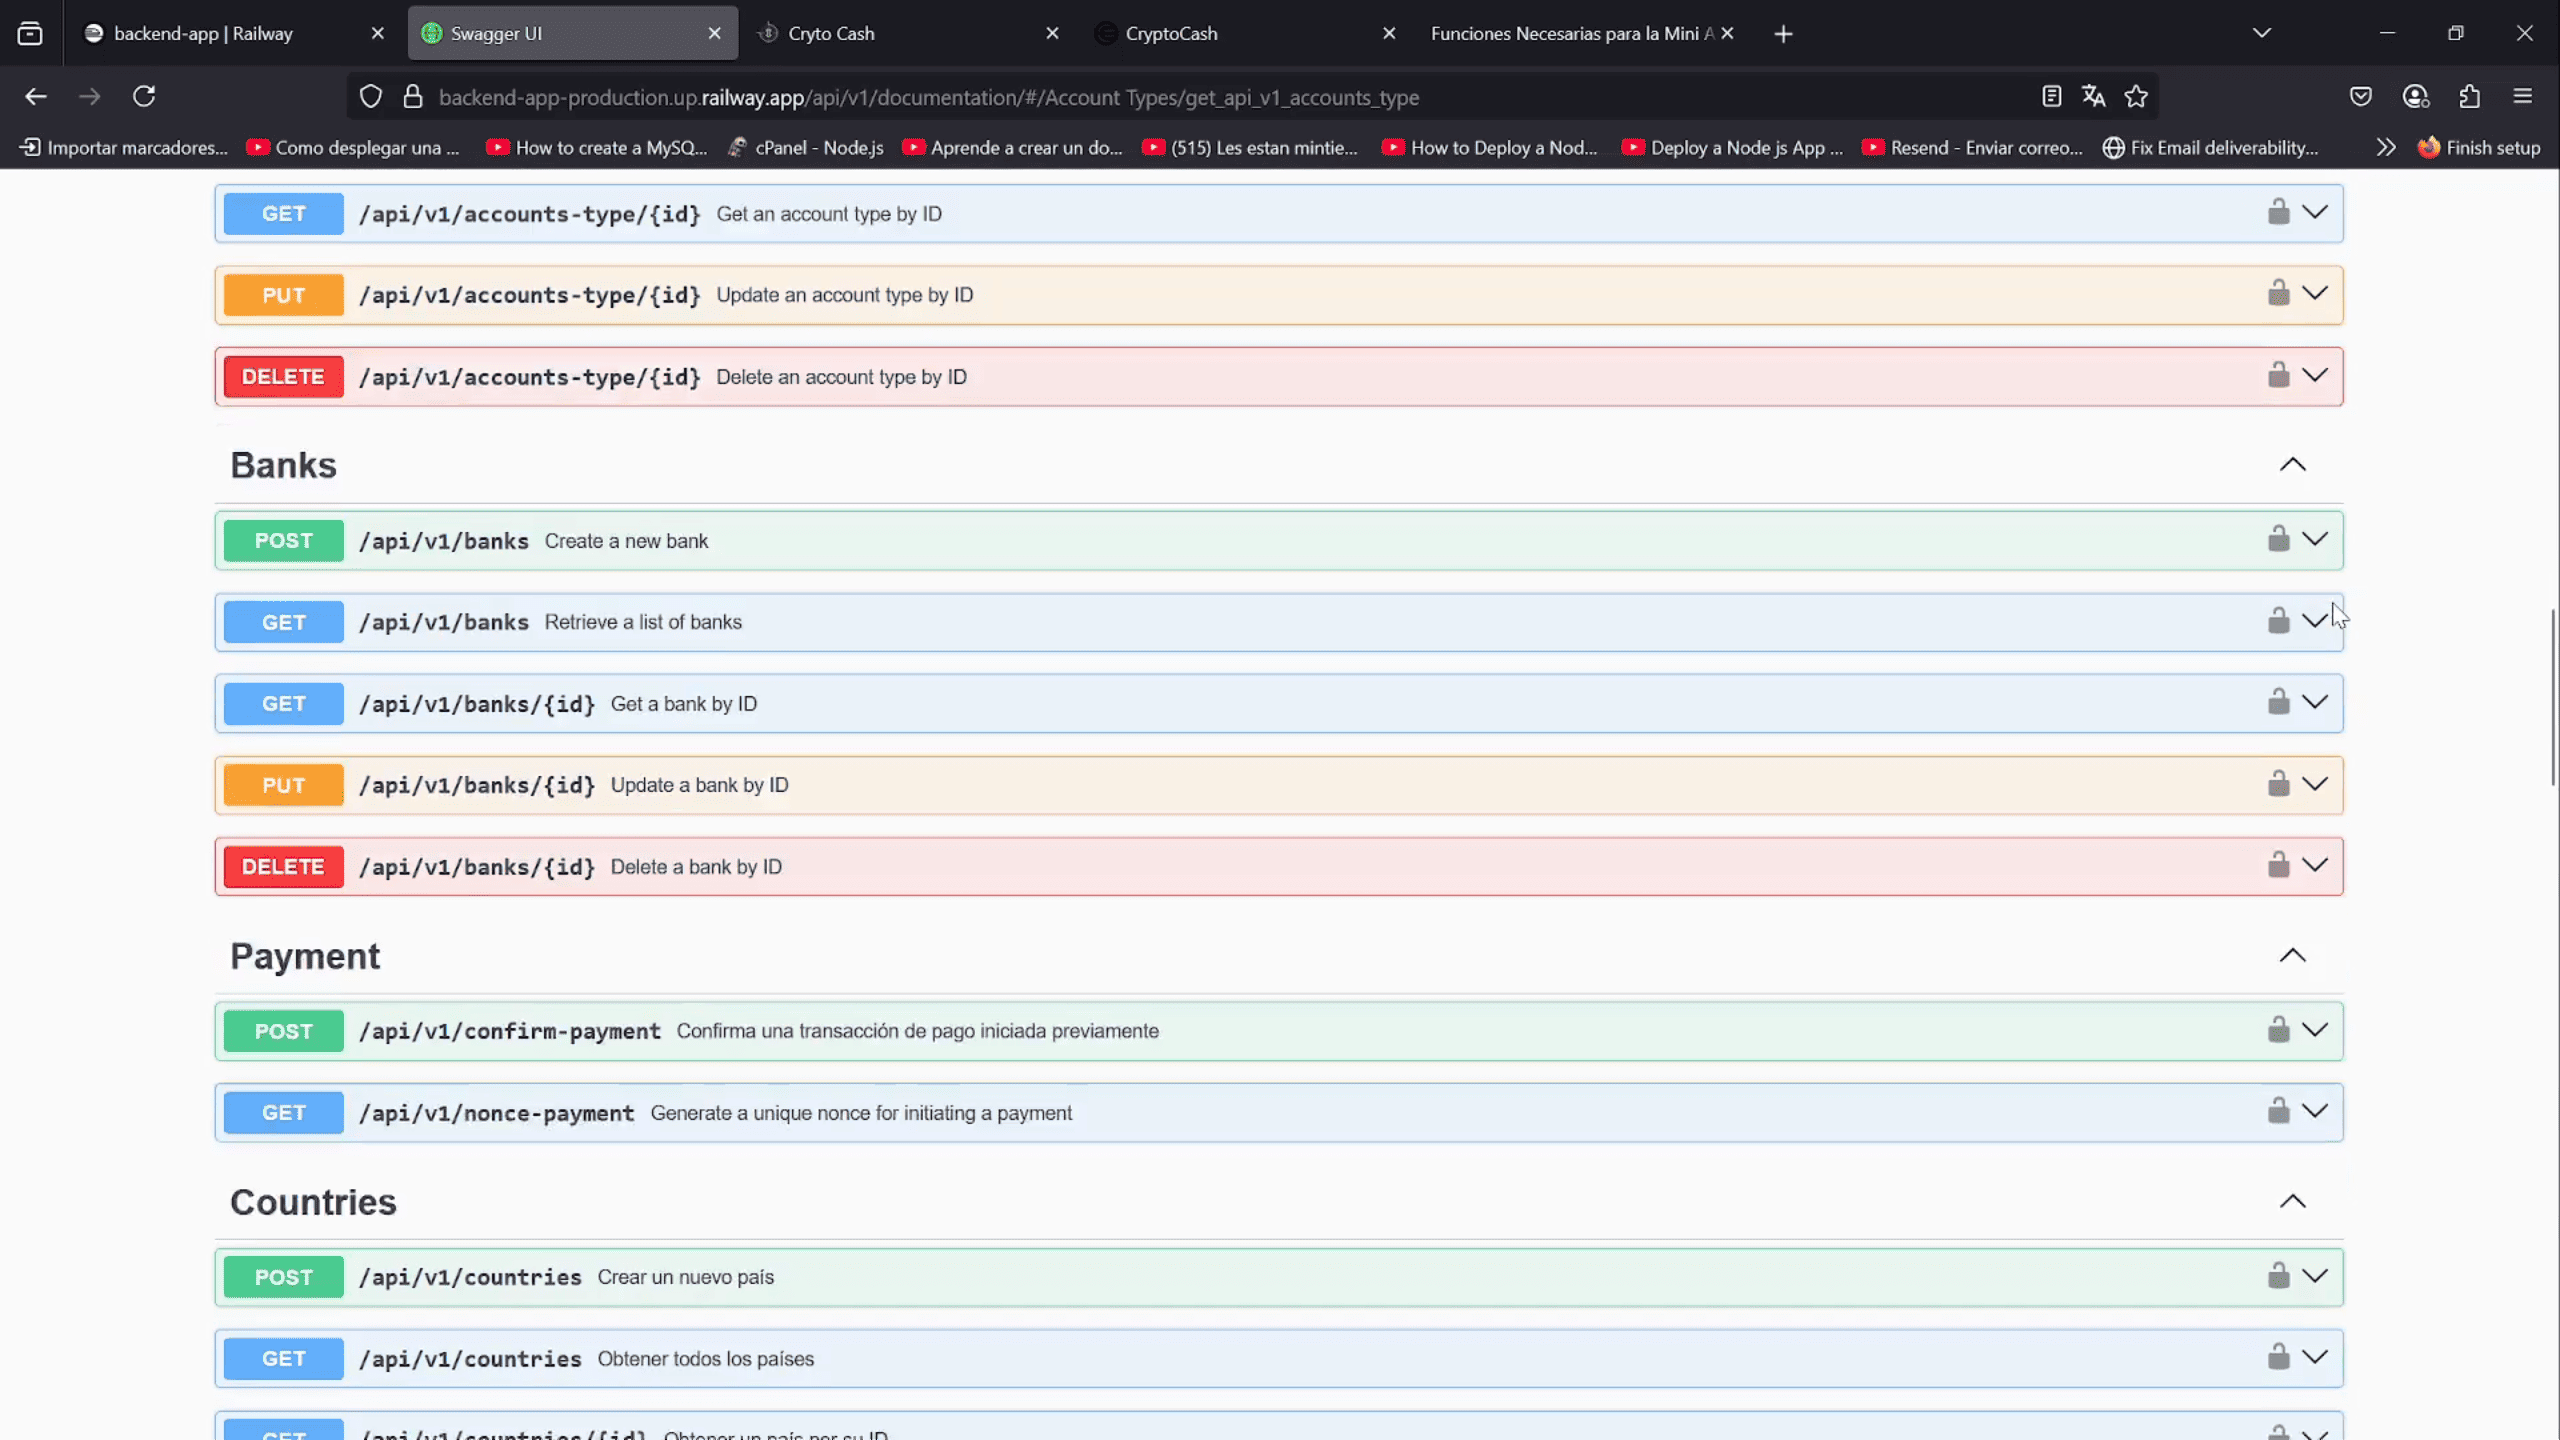 backend-app | Railway
Swagger UI
Cryto Cash
CryptoCash
Funciones Necesarias para la Mini A
backend-app-production.up.railway.app/api/v1/documentation/#/Account Types/get_api_v1_accounts_type
Importar marcadores...
Como desplegar una ...
How to create a MySQ...
cPanel - Node.js
Aprende a crear un do...
(515) Les estan mintie...
How to Deploy a Nod...
Deploy a Node js App ...
Resend - Enviar correo...
Fix Email deliverability...
Finish setup
GET /api/v1/accounts-type/{id} Get an account type by ID
PUT /api/v1/accounts-type/{id} Update an account type by ID
DELETE /api/v1/accounts-type/{id} Delete an account type by ID
Banks
POST /api/v1/banks Create a new bank
GET /api/v1/banks Retrieve a list of banks
GET /api/v1/banks/{id} Get a bank by ID
PUT /api/v1/banks/{id} Update a bank by ID
DELETE /api/v1/banks/{id} Delete a bank by ID
Payment
POST /api/v1/confirm-payment Confirma una transacción de pago iniciada previamente
GET /api/v1/nonce-payment Generate a unique nonce for initiating a payment
Countries
POST /api/v1/countries Crear un nuevo país
GET /api/v1/countries Obtener todos los países
GET /api/v1/countries/{id} Obtener un país por su ID